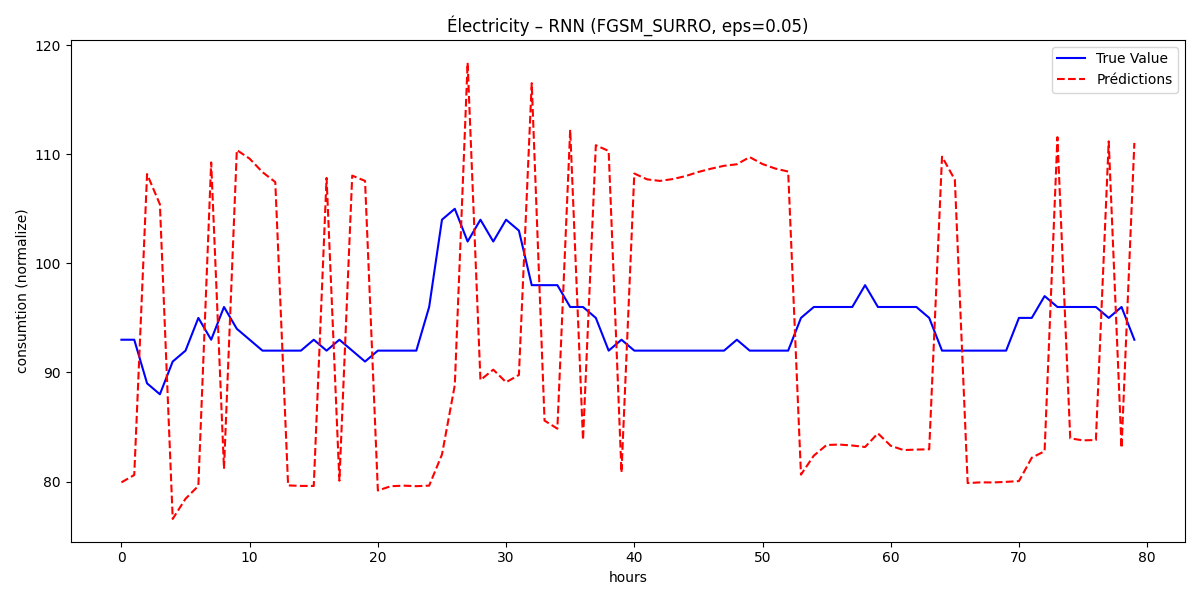 Électricity – RNN (FGSM_SURRO, eps=0.05)
120
True Value
Prédictions
110
100
90
80
consumtion (normalize)
0 10 20 30 40 50 60 70 80
hours